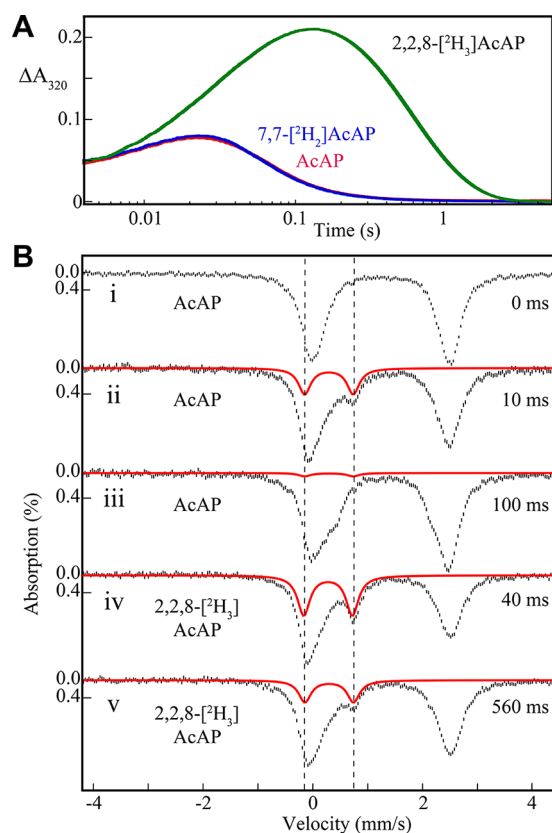 A
0.2
ΔA320
0.1
0.0
2,2,8-[²H₃]AcAP
7,7-[²H₂]AcAP
AcAP
0.01
0.1
1
Time (s)
B
0.0
0.4
i
AcAP
0 ms
0.0
0.4
ii
AcAP
10 ms
0.0
0.4
iii
AcAP
100 ms
0.0
0.4
iv
2,2,8-[²H₃]
AcAP
40 ms
0.0
0.4
v
2,2,8-[²H₃]
AcAP
560 ms
Absorption (%)
-4
-2
0
2
4
Velocity (mm/s)